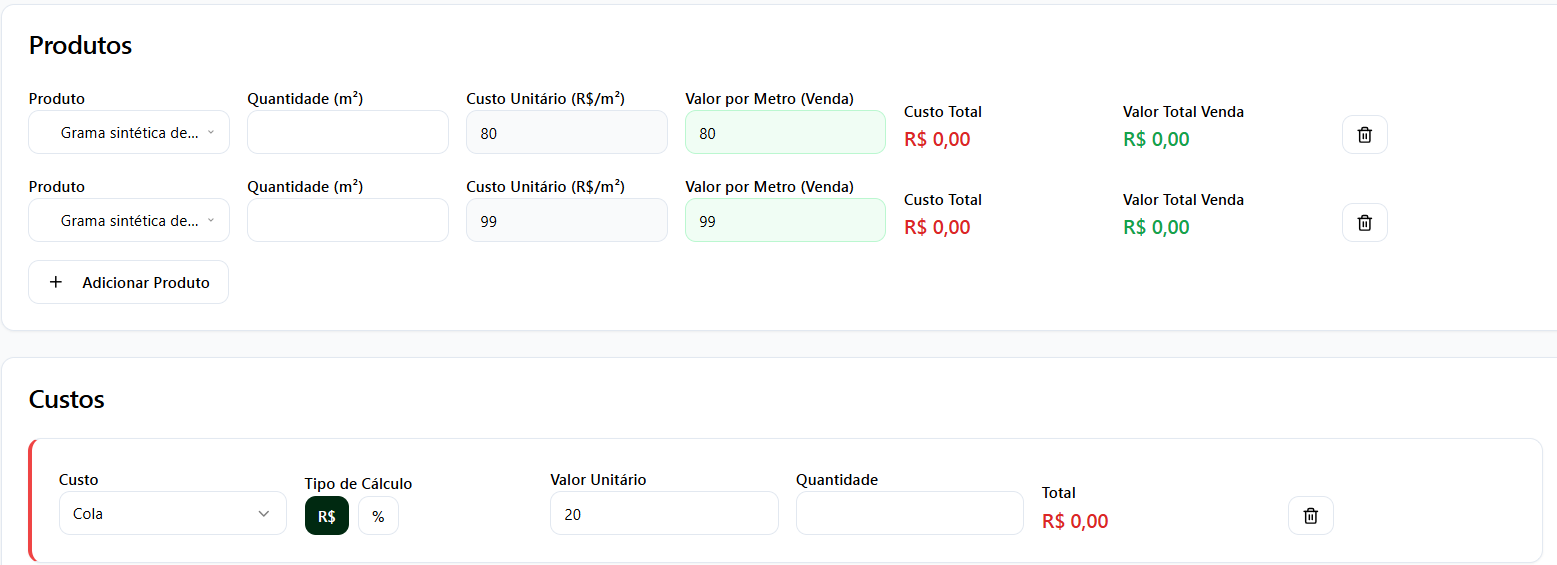 Produtos
Produto Quantidade (m²) Custo Unitário (R$/m²) Valor por Metro (Venda) Custo Total Valor Total Venda
Grama sintética de... 80 80 R$ 0,00 R$ 0,00
Produto Quantidade (m²) Custo Unitário (R$/m²) Valor por Metro (Venda) Custo Total Valor Total Venda
Grama sintética de... 99 99 R$ 0,00 R$ 0,00
+ Adicionar Produto
Custos
Custo Tipo de Cálculo Valor Unitário Quantidade Total
Cola R$ % 20 R$ 0,00